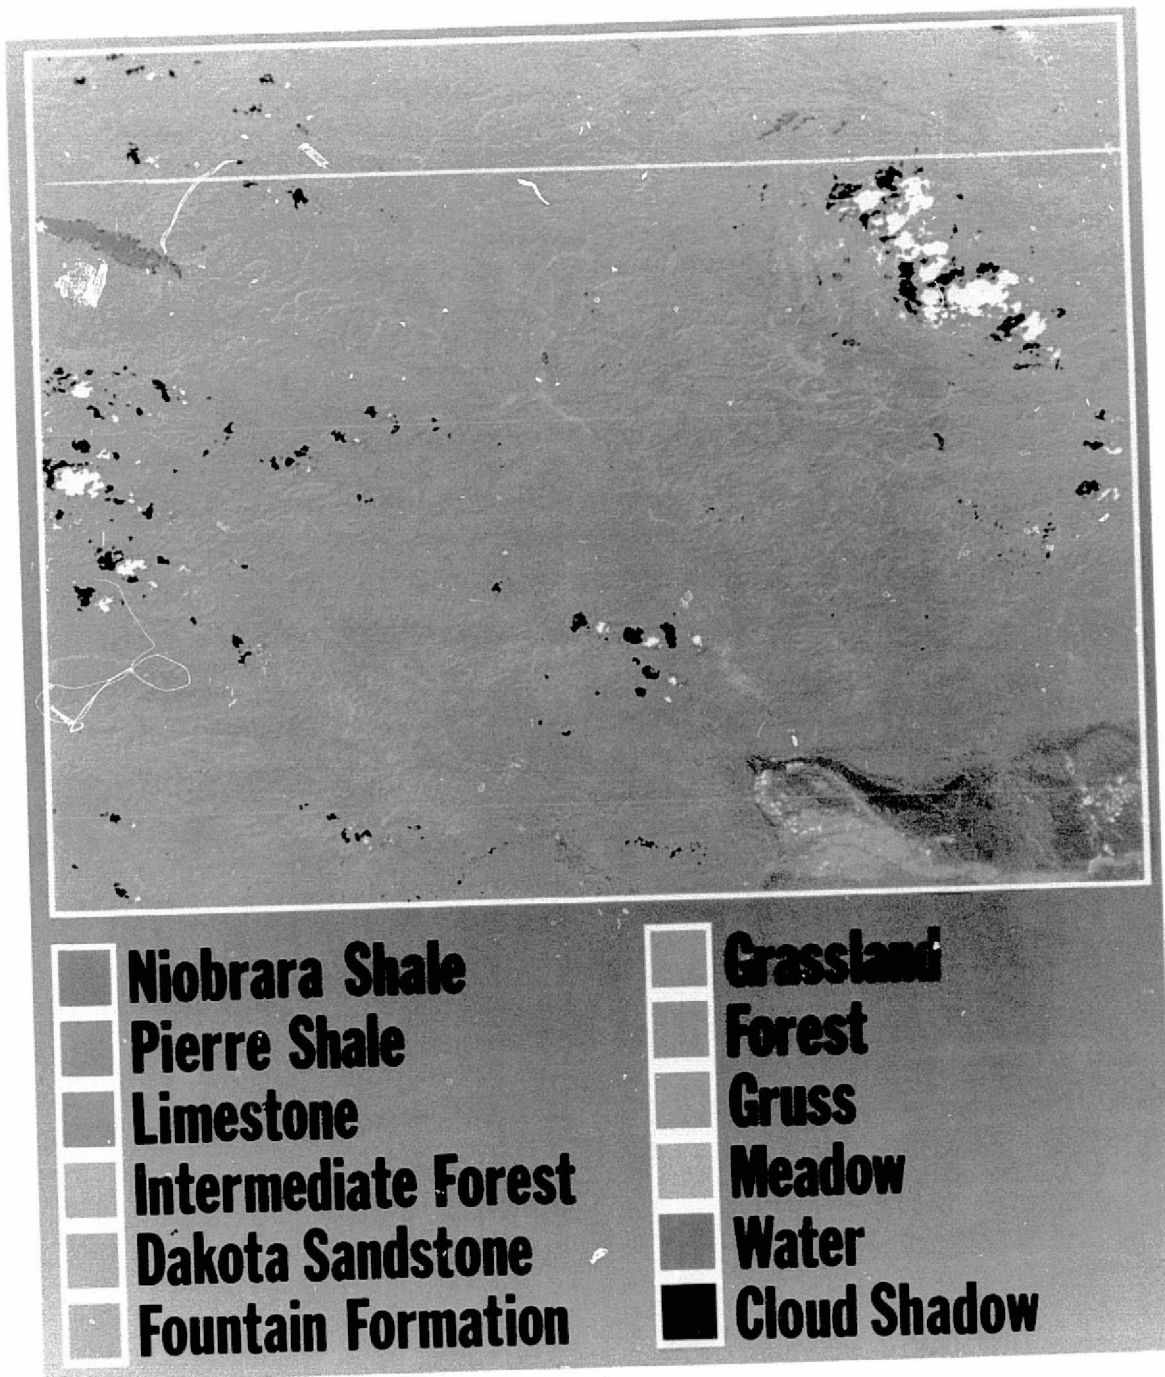 Niobrara Shale
Pierre Shale
Limestone
Intermediate Forest
Dakota Sandstone
Fountain Formation
Grassland
Forest
Gruss
Meadow
Water
Cloud Shadow